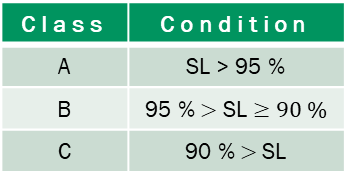 Class Condition
A SL > 95 %
B 95 % > SL ≥ 90 %
C 90 % > SL